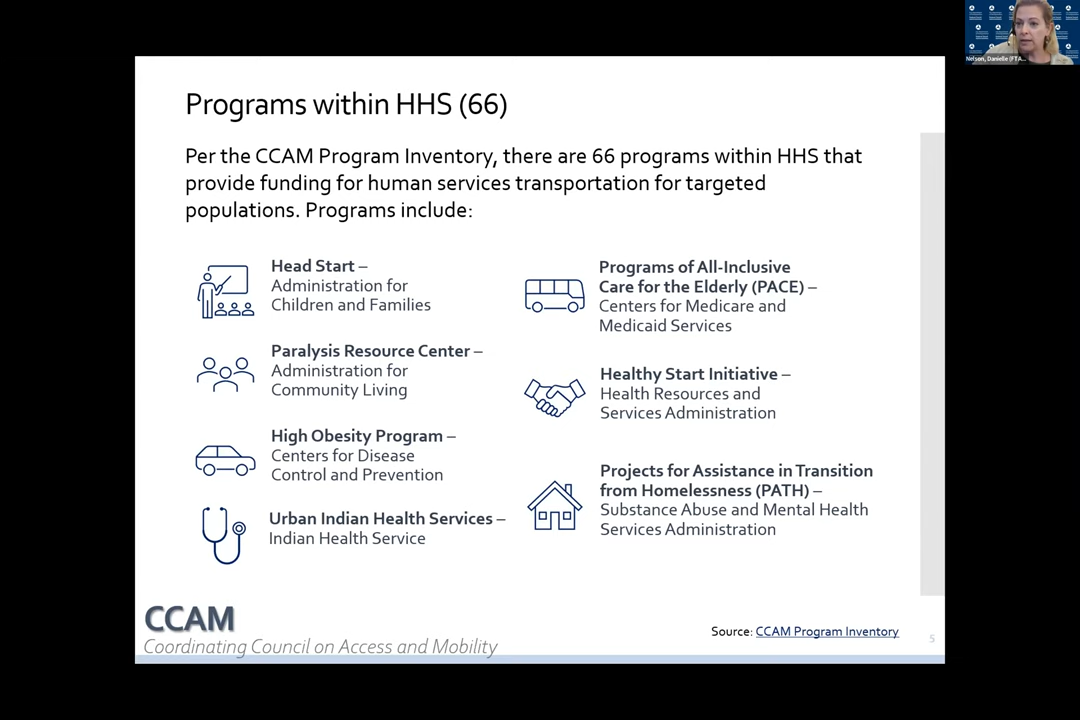 Programs within HHS (66)
Per the CCAM Program Inventory, there are 66 programs within HHS that
provide funding for human services transportation for targeted
populations. Programs include:
Head Start –
Administration for
Children and Families
Paralysis Resource Center –
Administration for
Community Living
High Obesity Program –
Centers for Disease
Control and Prevention
Urban Indian Health Services –
Indian Health Service
Programs of All-Inclusive
Care for the Elderly (PACE) –
Centers for Medicare and
Medicaid Services
Healthy Start Initiative –
Health Resources and
Services Administration
Projects for Assistance in Transition
from Homelessness (PATH) –
Substance Abuse and Mental Health
Services Administration
CCAM
Coordinating Council on Access and Mobility
Source: CCAM Program Inventory
5
Nelson, Danielle (FTA...